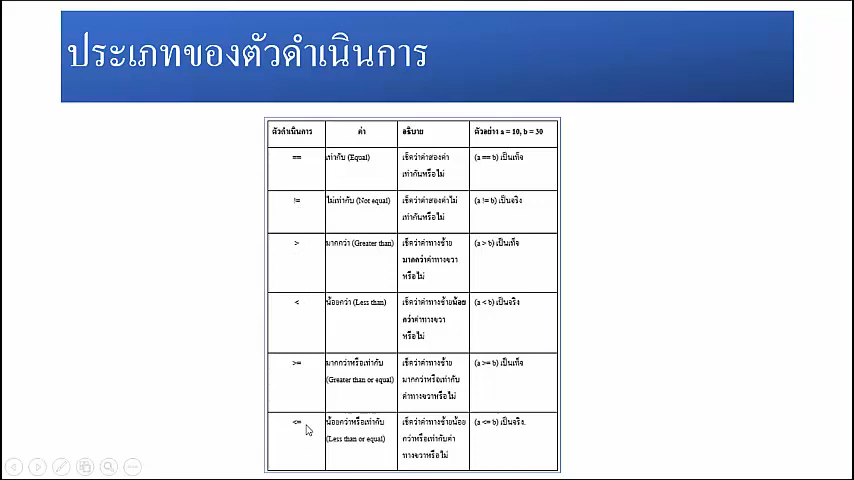 ประเภทของตัวดำเนินการ
ตัวดำเนินการ ค่า อธิบาย ตัวอย่าง a = 10, b = 30
== เท่ากับ (Equal) เช็คว่าค่าสองค่า (a == b) เป็นเท็จ
เท่ากันหรือไม่
!= ไม่เท่ากับ (Not equal) เช็คว่าค่าสองค่าไม่ (a != b) เป็นจริง
เท่ากันหรือไม่
> มากกว่า (Greater than) เช็คว่าค่าทางซ้าย (a > b) เป็นเท็จ
มากกว่าค่าทางขวา
หรือไม่
< น้อยกว่า (Less than) เช็คว่าค่าทางซ้ายน้อย (a < b) เป็นจริง
กว่าค่าทางขวา
หรือไม่
>= มากกว่าหรือเท่ากับ เช็คว่าค่าทางซ้าย (a >= b) เป็นเท็จ
(Greater than or equal) มากกว่าหรือเท่ากับ
ค่าทางขวาหรือไม่
<= น้อยกว่าหรือเท่ากับ เช็คว่าค่าทางซ้ายน้อย (a <= b) เป็นจริง.
(Less than or equal) กว่าหรือเท่ากับค่า
ทางขวาหรือไม่